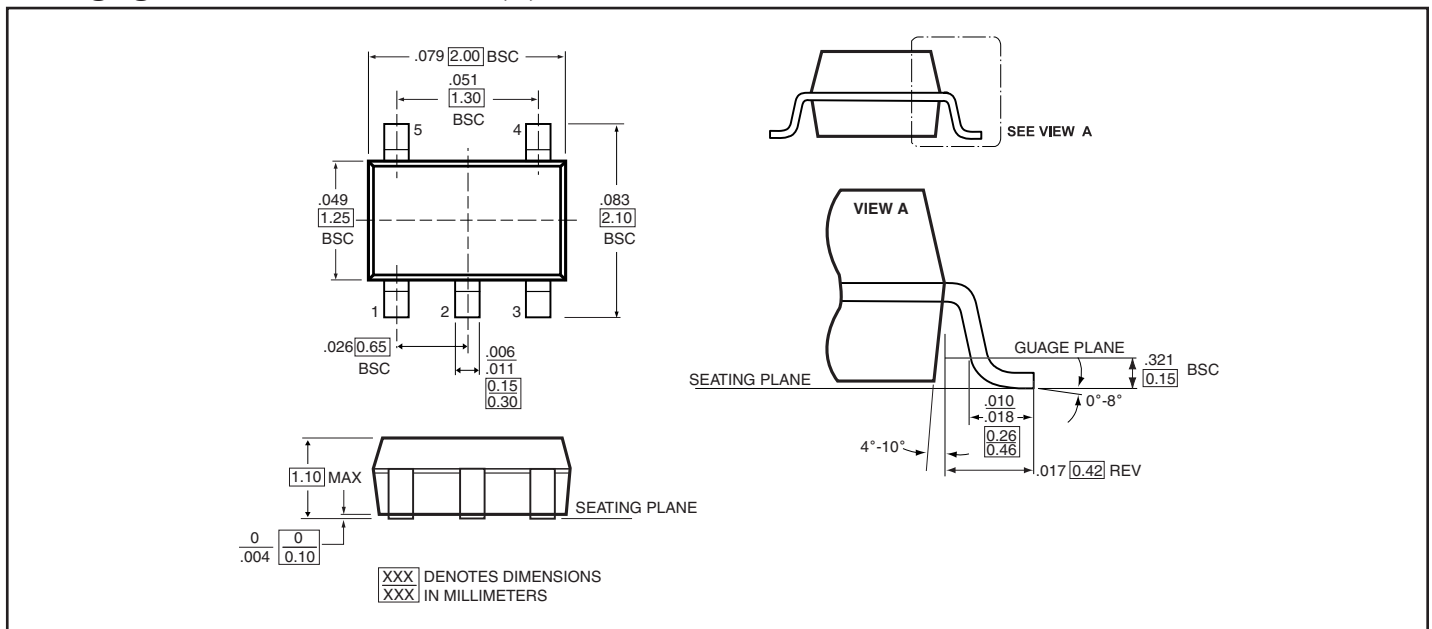 .079 2.00 BSC
.051
1.30
BSC
5
4
.049
1.25
BSC
.083
2.10
BSC
1
2
3
.026 0.65
BSC
.006
.011
0.15
0.30
SEE VIEW A
VIEW A
GUAGE PLANE
.321
0.15
BSC
SEATING PLANE
0°-8°
.010
.018
0.26
0.46
4°-10°
.017 0.42 REV
1.10 MAX
SEATING PLANE
0
.004
0
0.10
XXX DENOTES DIMENSIONS
XXX IN MILLIMETERS